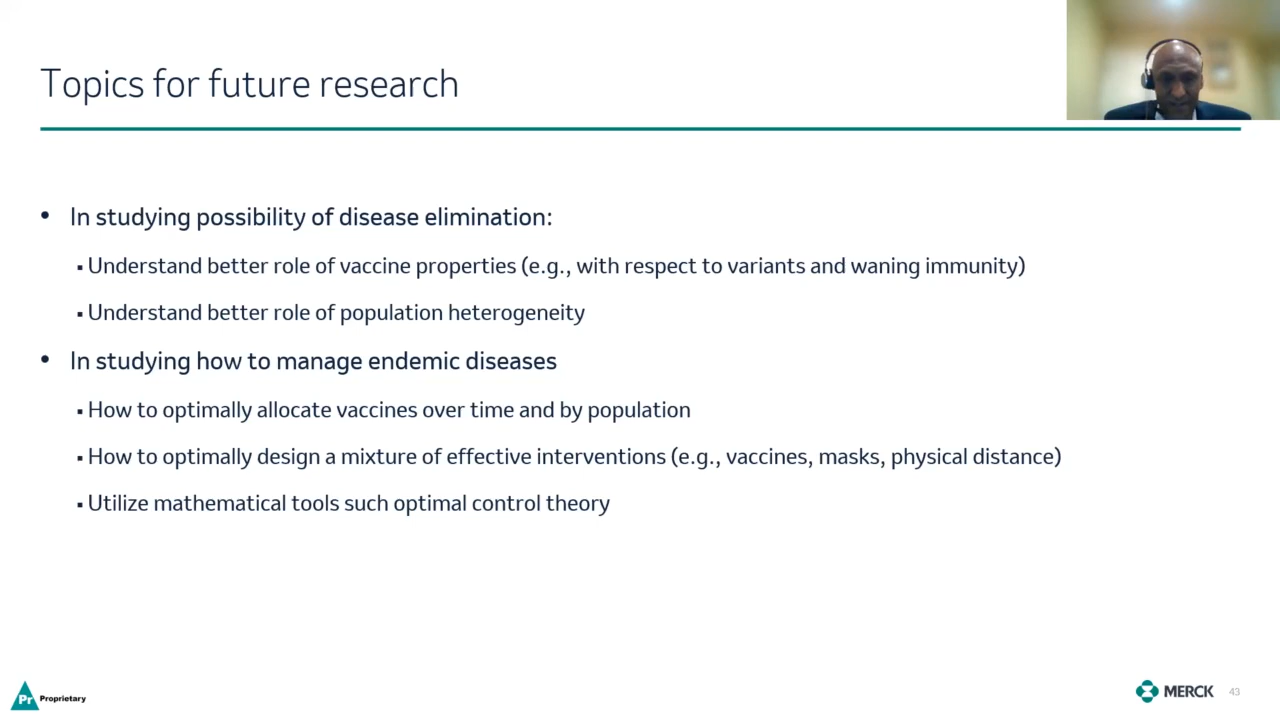 Topics for future research
• In studying possibility of disease elimination:
▪ Understand better role of vaccine properties (e.g., with respect to variants and waning immunity)
▪ Understand better role of population heterogeneity
• In studying how to manage endemic diseases
▪ How to optimally allocate vaccines over time and by population
▪ How to optimally design a mixture of effective interventions (e.g., vaccines, masks, physical distance)
▪ Utilize mathematical tools such optimal control theory
Pr Proprietary
MERCK 43